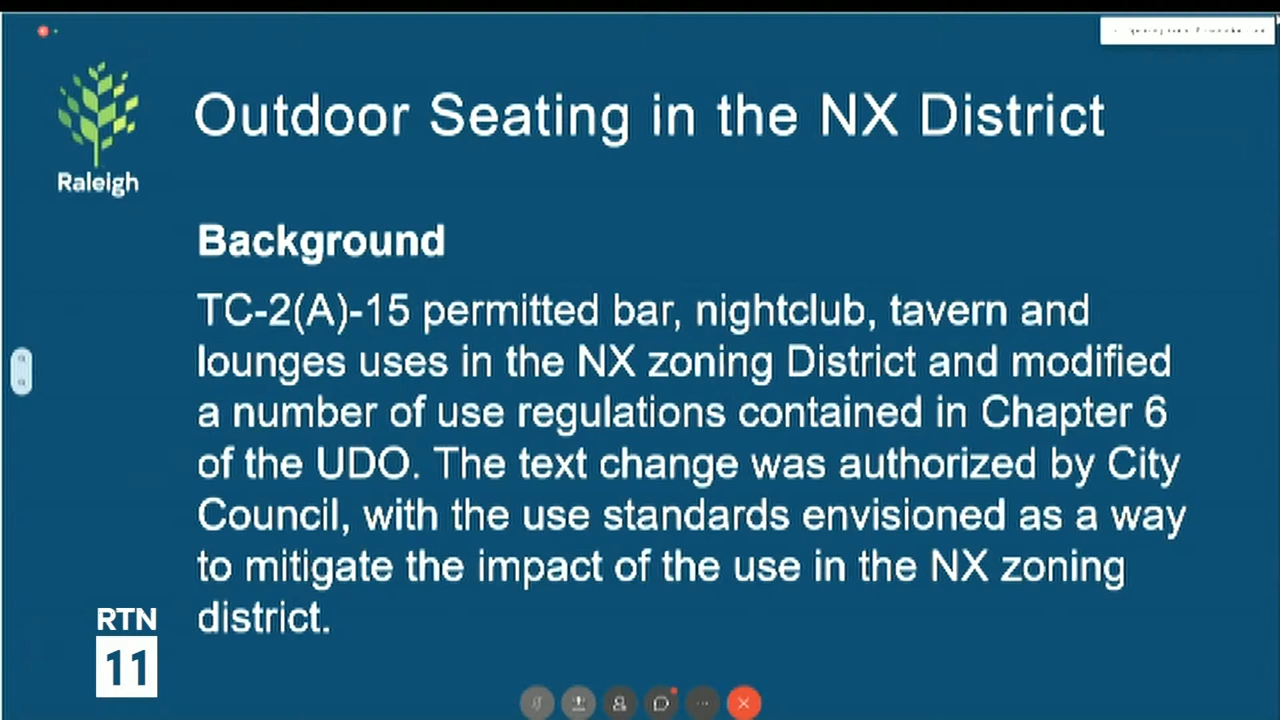 Outdoor Seating in the NX District
Raleigh
Background
TC-2(A)-15 permitted bar, nightclub, tavern and
lounges uses in the NX zoning District and modified
a number of use regulations contained in Chapter 6
of the UDO. The text change was authorized by City
Council, with the use standards envisioned as a way
to mitigate the impact of the use in the NX zoning
district.
RTN
11